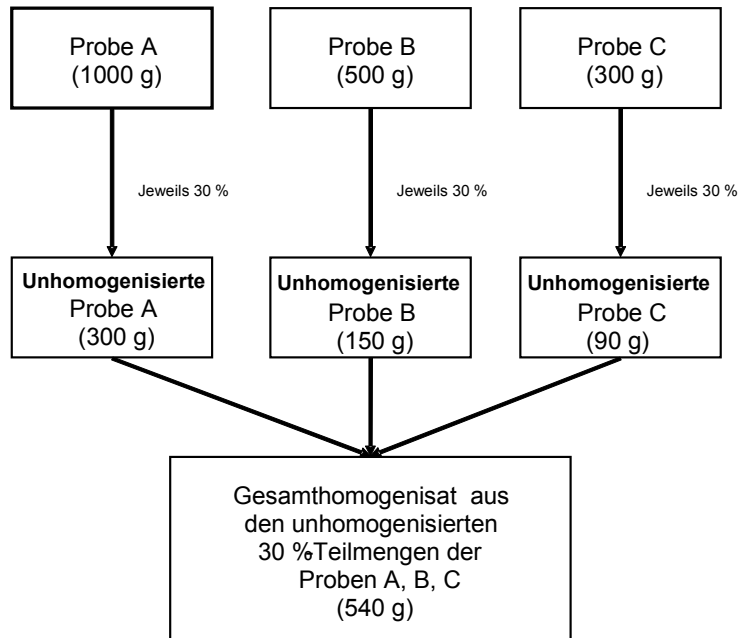 Probe A
(1000 g)
Probe B
(500 g)
Probe C
(300 g)
Jeweils 30 %
Jeweils 30 %
Jeweils 30 %
Unhomogenisierte
Probe A
(300 g)
Unhomogenisierte
Probe B
(150 g)
Unhomogenisierte
Probe C
(90 g)
Gesamthomogenisat aus
den unhomogenisierten
30 %-Teilmengen der
Proben A, B, C
(540 g)